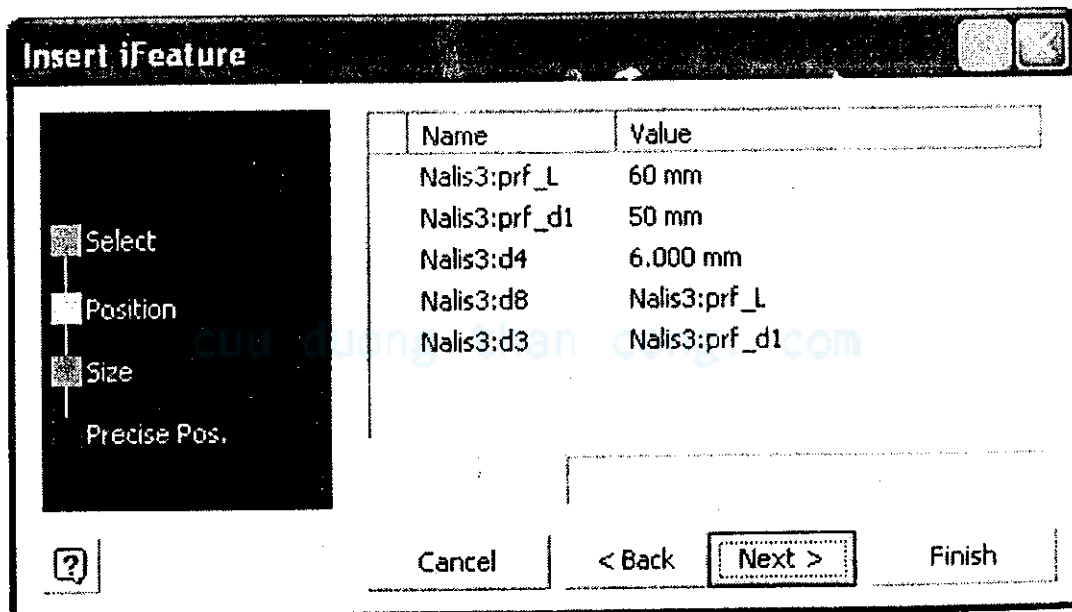 Insert iFeature
Name Value
Nalis3:prf_L 60 mm
Nalis3:prf_d1 50 mm
Nalis3:d4 6.000 mm
Nalis3:d8 Nalis3:prf_L
Nalis3:d3 Nalis3:prf_d1
Select
Position
Size
Precise Pos.
cuu duong than cong. com
?
Cancel
< Back
Next >
Finish